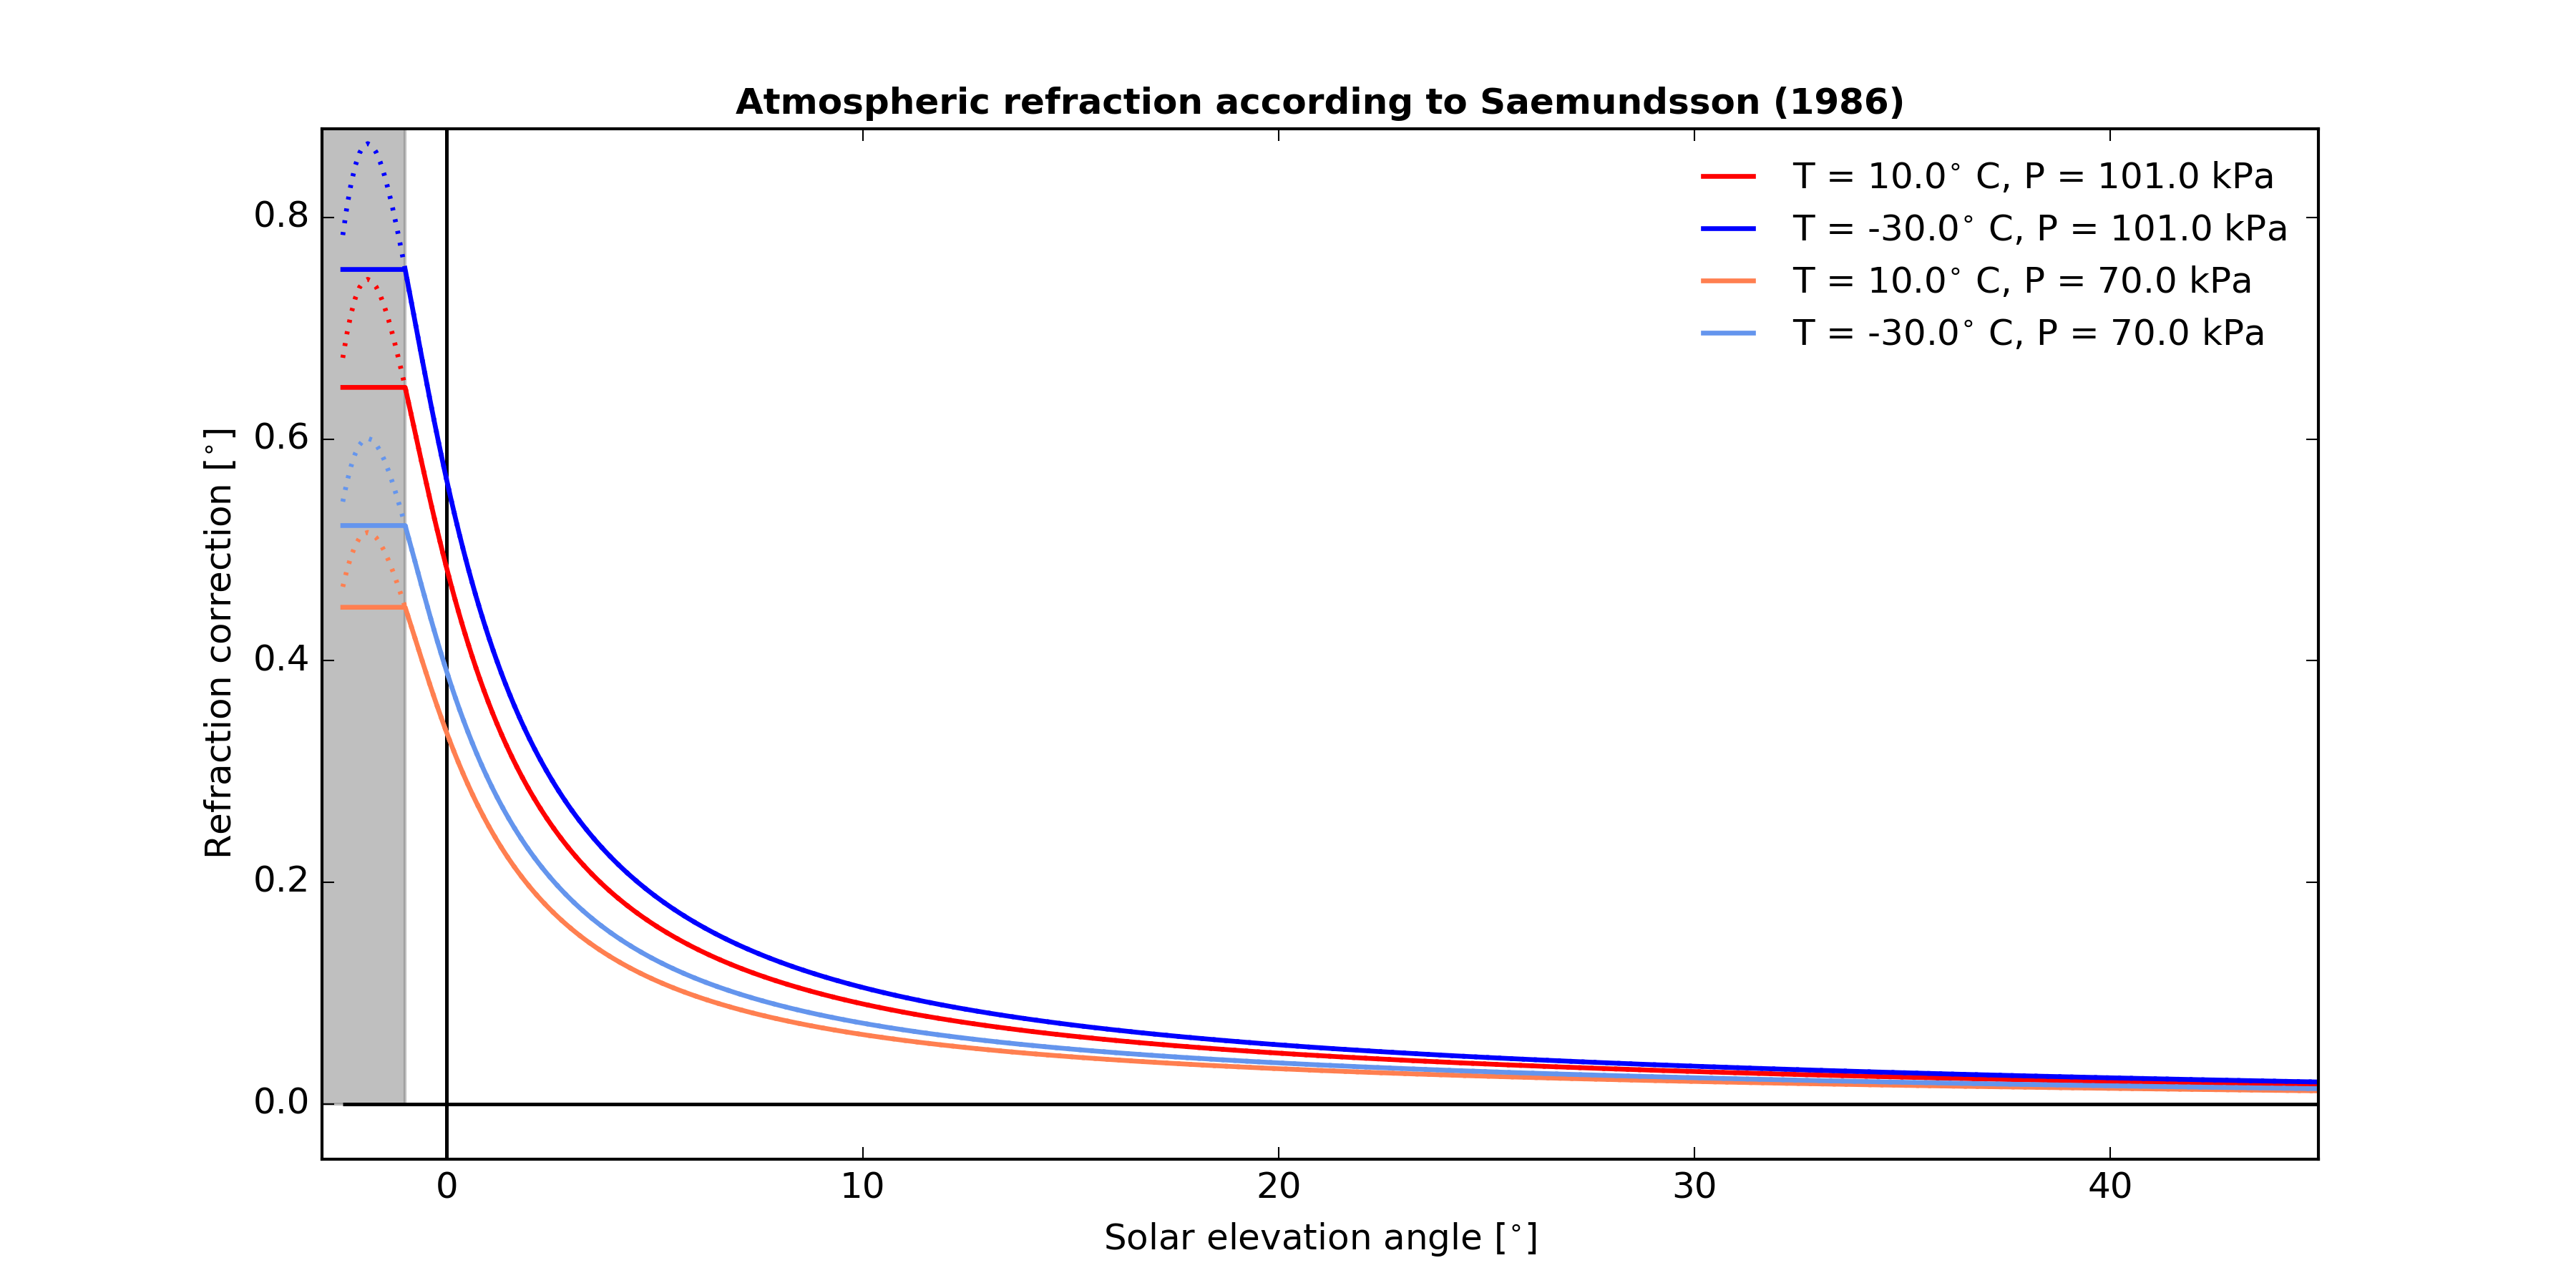 Atmospheric refraction according to Saemundsson (1986)
T = 10.0° C, P = 101.0 kPa
T = -30.0° C, P = 101.0 kPa
T = 10.0° C, P = 70.0 kPa
T = -30.0° C, P = 70.0 kPa
Refraction correction [°]
0.8
0.6
0.4
0.2
0.0
0 10 20 30 40
Solar elevation angle [°]